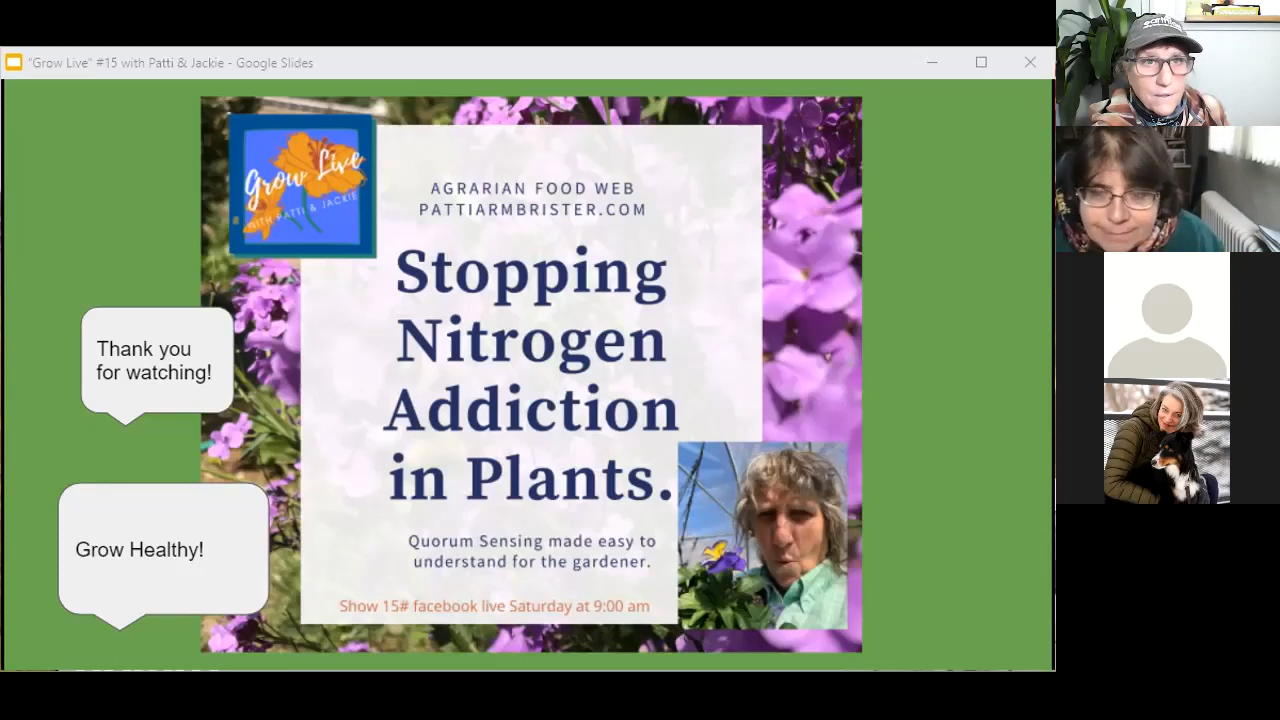 "Grow Live" #15 with Patti & Jackie - Google Slides
Grow Live
WITH PATTI & JACKIE
AGRARIAN FOOD WEB
PATTIARMBRISTER.COM
Stopping
Nitrogen
Addiction
in Plants.
Quorum Sensing made easy to
understand for the gardener.
Show 15# facebook live Saturday at 9:00 am
Thank you
for watching!
Grow Healthy!